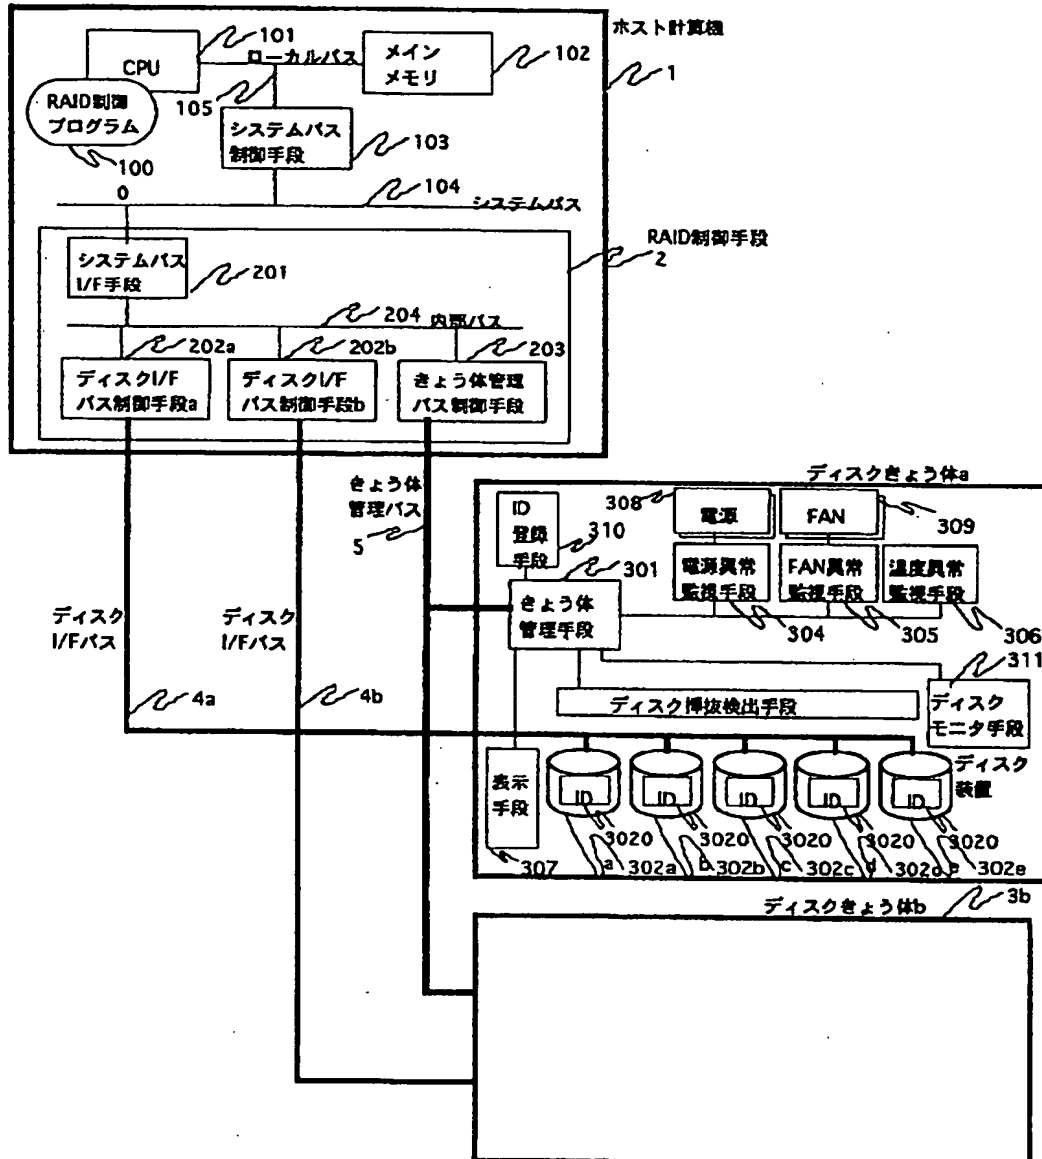 ホスト計算機
1
101
CPU
ローカルバス
メイン
メモリ
102
RAID制御
プログラム
105
100
0
システムバス
制御手段
103
104
システムバス
RAID制御手段
2
システムバス
I/F手段
201
204
内部バス
202a
202b
203
ディスクI/F
バス制御手段a
ディスクI/F
バス制御手段b
きょう体管理
バス制御手段
きょう体
管理バス
5
ディスクきょう体a
ID
登録
手段
310
308
電源
FAN
309
301
電源異常
監視手段
FAN異常
監視手段
温度異常
監視手段
304
305
306
きょう体
管理手段
ディスク
I/Fバス
ディスク
I/Fバス
4a
4b
311
ディスク挿抜検出手段
ディスク
モニタ手段
表示
手段
307
ID
ID
ID
ID
ID
ディスク
装置
3020
3020
3020
3020
3020
a
302a
b
302b
c
302c
d
302d
e
302e
ディスクきょう体b
3b